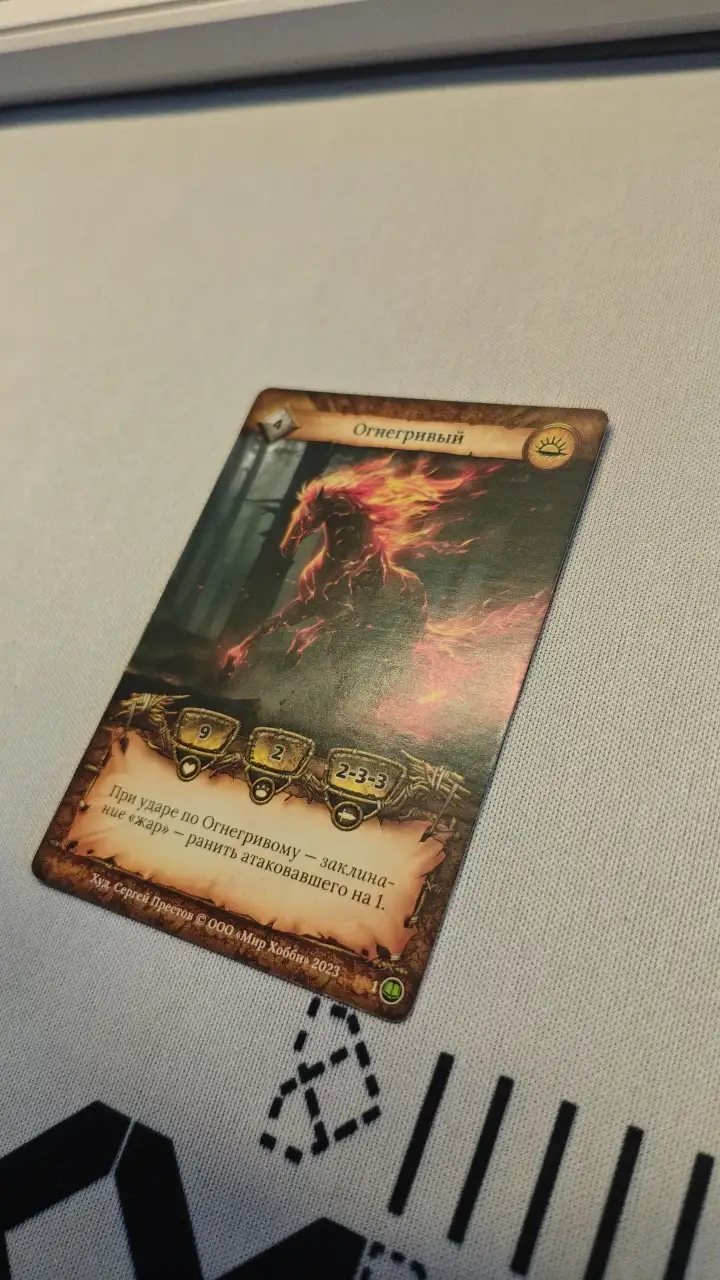 4
Огнегривый
9
2
2-3-3
При ударе по Огнегривому – заклина-
ние «жар» – ранить атаковавшего на 1.
Худ. Сергей Престов © ООО «Мир Хобби» 2023
1